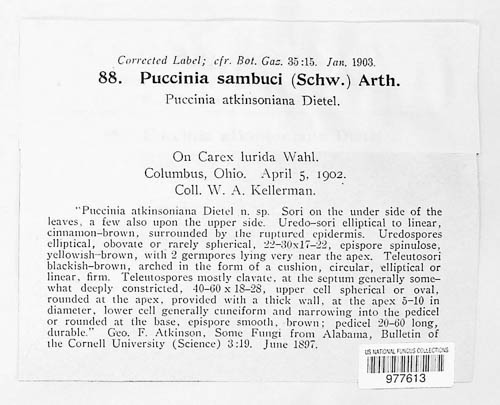 Corrected Label; cfr. Bot. Gaz. 35:15. Jan. 1903.
88. Puccinia sambuci (Schw.) Arth.
Puccinia atkinsoniana Dietel.
On Carex lurida Wahl.
Columbus, Ohio. April 5, 1902.
Coll. W. A. Kellerman.
"Puccinia atkinsoniana Dietel n. sp. Sori on the under side of the
leaves, a few also upon the upper side. Uredo-sori elliptical to linear,
cinnamon-brown, surrounded by the ruptured epidermis. Uredospores
elliptical, obovate or rarely spherical, 22-30x17-22, epispore spinulose,
yellowish-brown, with 2 germpores lying very near the apex. Teleutosori
blackish-brown, arched in the form of a cushion, circular, elliptical or
linear, firm. Teleutospores mostly clavate, at the septum generally some-
what deeply constricted, 40-60 x 18-28, upper cell spherical or oval,
rounded at the apex, provided with a thick wall, at the apex 5-10 in
diameter, lower cell generally cuneiform and narrowing into the pedicel
or rounded at the base, epispore smooth, brown; pedicel 20-60 long,
durable." Geo. F. Atkinson, Some Fungi from Alabama, Bulletin of
the Cornell University (Science) 3:19. June 1897.
US NATIONAL FUNGUS COLLECTIONS
977613